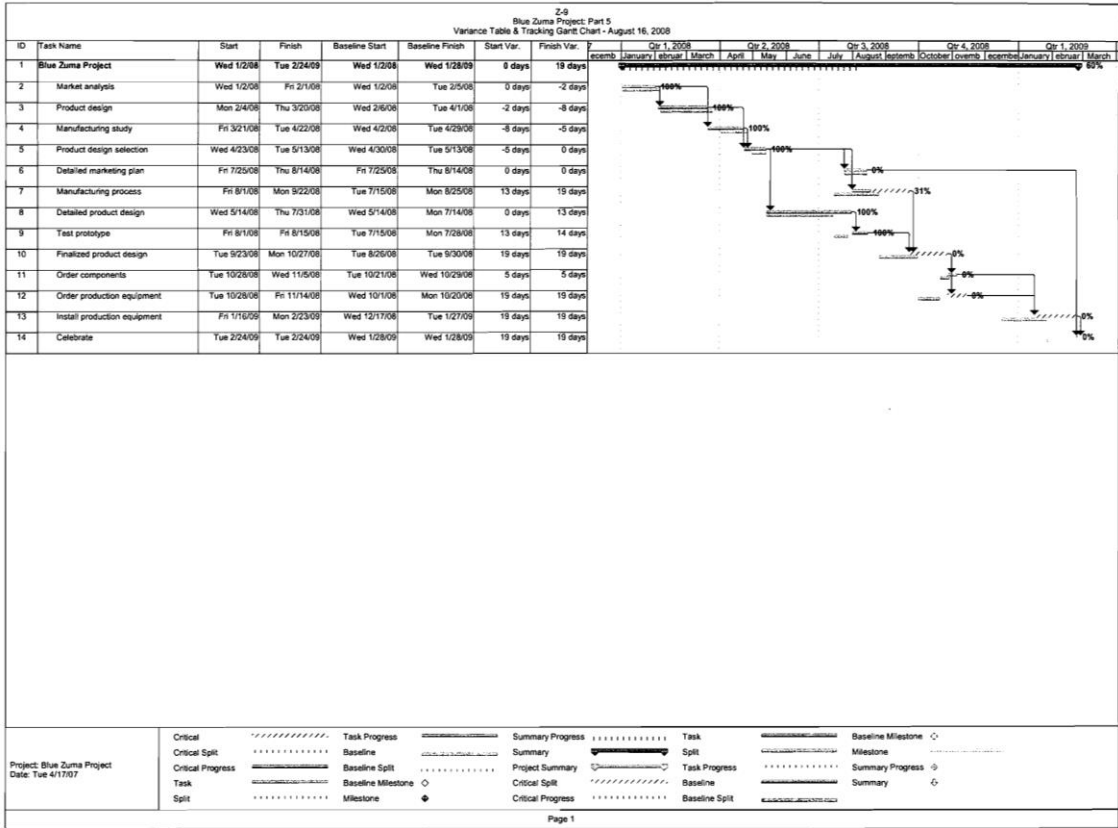 Z-9
Blue Zuma Project: Part 5
Variance Table & Tracking Gantt Chart - August 16, 2008
ID Task Name Start Finish Baseline Start Baseline Finish Start Var. Finish Var. 7 Qtr 1, 2008 Qtr 2, 2008 Qtr 3, 2008 Qtr 4, 2008 Qtr 1, 2009
ecemb January ebruar March April May June July August eptemb October ovemb ecembe January ebruar March
1 Blue Zuma Project Wed 1/2/08 Tue 2/24/09 Wed 1/2/08 Wed 1/28/09 0 days 19 days 60%
2 Market analysis Wed 1/2/08 Fri 2/1/08 Wed 1/2/08 Tue 2/5/08 0 days -2 days 100%
3 Product design Mon 2/4/08 Thu 3/20/08 Wed 2/6/08 Tue 4/1/08 -2 days -8 days 100%
4 Manufacturing study Fri 3/21/08 Tue 4/22/08 Wed 4/2/08 Tue 4/29/08 -8 days -5 days 100%
5 Product design selection Wed 4/23/08 Tue 5/13/08 Wed 4/30/08 Tue 5/13/08 -5 days 0 days 100%
6 Detailed marketing plan Fri 7/25/08 Thu 8/14/08 Fri 7/25/08 Thu 8/14/08 0 days 0 days 0%
7 Manufacturing process Fri 8/1/08 Mon 9/22/08 Tue 7/15/08 Mon 8/25/08 13 days 19 days 31%
8 Detailed product design Wed 5/14/08 Thu 7/31/08 Wed 5/14/08 Mon 7/14/08 0 days 13 days 100%
9 Test prototype Fri 8/1/08 Fri 8/15/08 Tue 7/15/08 Mon 7/28/08 13 days 14 days 100%
10 Finalized product design Tue 9/23/08 Mon 10/27/08 Tue 8/26/08 Tue 9/30/08 19 days 19 days 0%
11 Order components Tue 10/28/08 Wed 11/5/08 Tue 10/21/08 Wed 10/29/08 5 days 5 days 0%
12 Order production equipment Tue 10/28/08 Fri 11/14/08 Wed 10/1/08 Mon 10/20/08 19 days 19 days 0%
13 Install production equipment Fri 1/16/09 Mon 2/23/09 Wed 12/17/08 Tue 1/27/09 19 days 19 days 0%
14 Celebrate Tue 2/24/09 Tue 2/24/09 Wed 1/28/09 Wed 1/28/09 19 days 19 days 0%
Project: Blue Zuma Project
Date: Tue 4/17/07
Critical Task Progress Summary Progress Task Baseline Milestone
Critical Split Baseline Summary Split Milestone
Critical Progress Baseline Split Project Summary Task Progress Summary Progress
Task Baseline Milestone Critical Split Baseline Summary
Split Milestone Critical Progress Baseline Split
Page 1